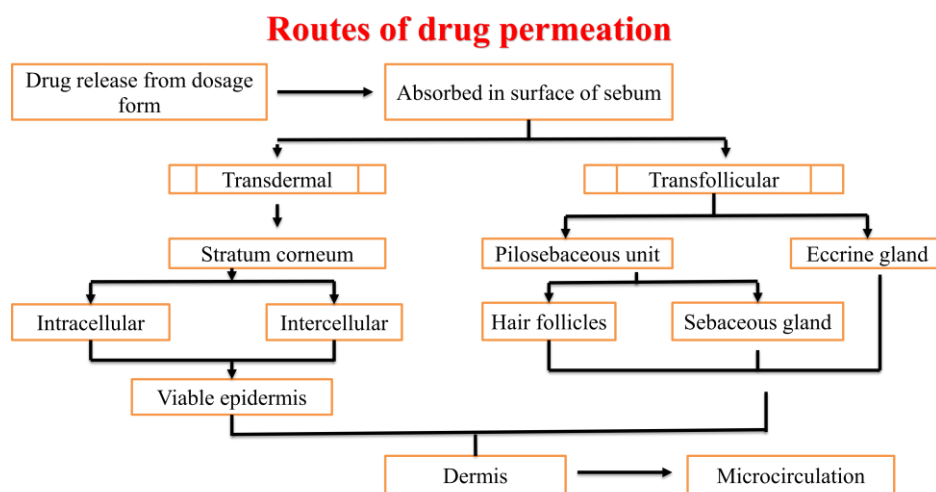 Routes of drug permeation
Drug release from dosage
form
Absorbed in surface of sebum
Transdermal
Transfollicular
Stratum corneum
Pilosebaceous unit
Eccrine gland
Intracellular
Intercellular
Hair follicles
Sebaceous gland
Viable epidermis
Dermis
Microcirculation